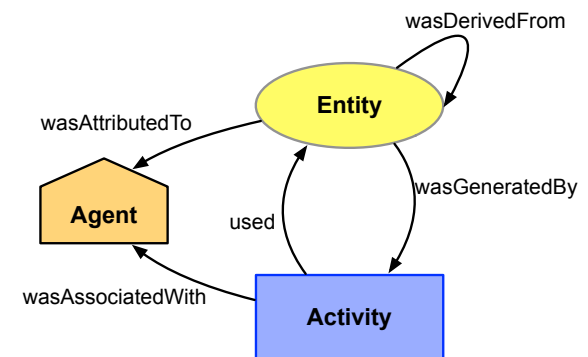 wasDerivedFrom
Entity
wasAttributedTo
wasGeneratedBy
Agent
used
wasAssociatedWith
Activity